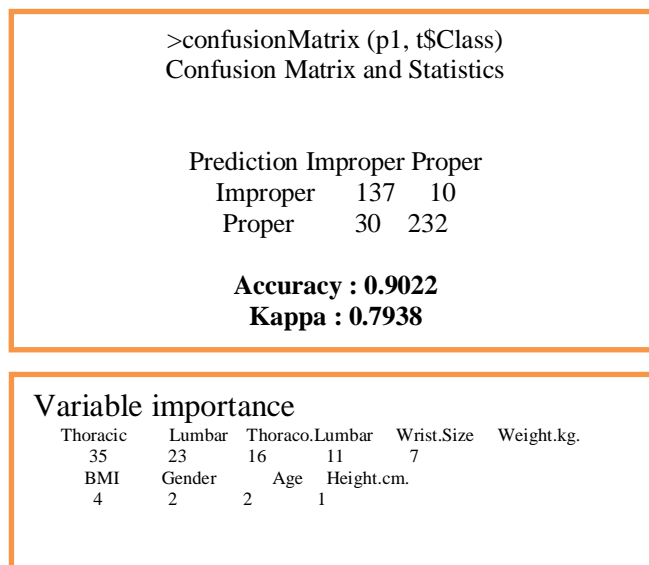 >confusionMatrix (p1, t$Class)
Confusion Matrix and Statistics
Prediction Improper Proper
Improper 137 10
Proper 30 232
Accuracy : 0.9022
Kappa : 0.7938
Variable importance
Thoracic Lumbar Thoraco.Lumbar Wrist.Size Weight.kg.
35 23 16 11 7
BMI Gender Age Height.cm.
4 2 2 1